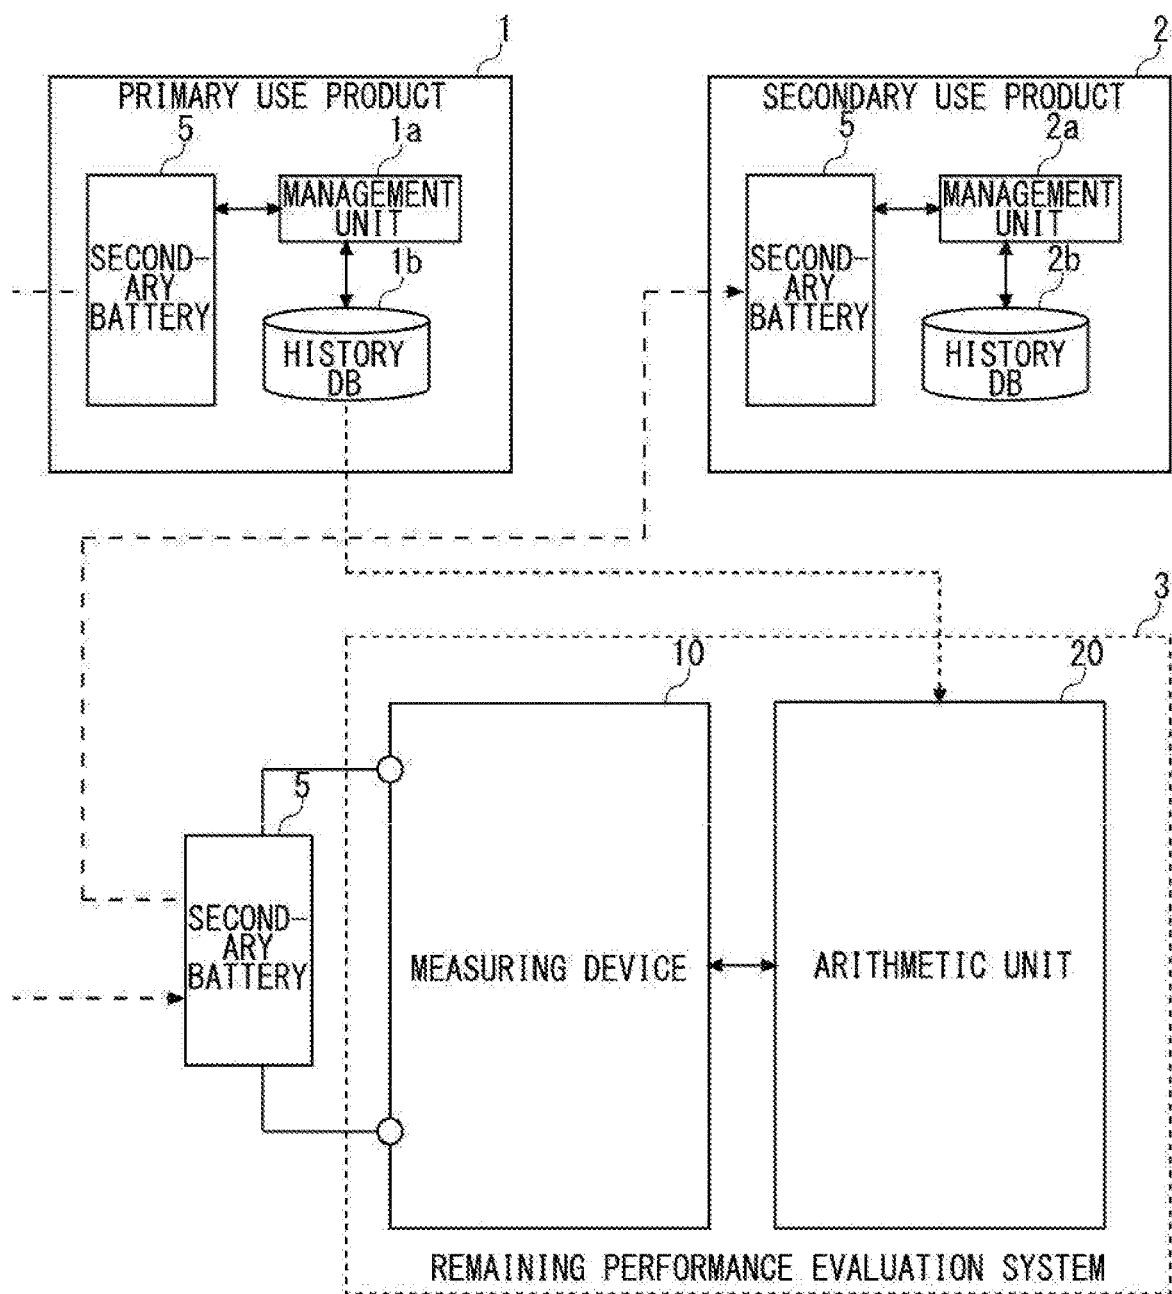 1
PRIMARY USE PRODUCT
5
1a
MANAGEMENT
UNIT
SECOND-
ARY
BATTERY
1b
HISTORY
DB
2
SECONDARY USE PRODUCT
5
2a
MANAGEMENT
UNIT
SECOND-
ARY
BATTERY
2b
HISTORY
DB
3
10
20
5
SECOND-
ARY
BATTERY
MEASURING DEVICE
ARITHMETIC UNIT
REMAINING PERFORMANCE EVALUATION SYSTEM